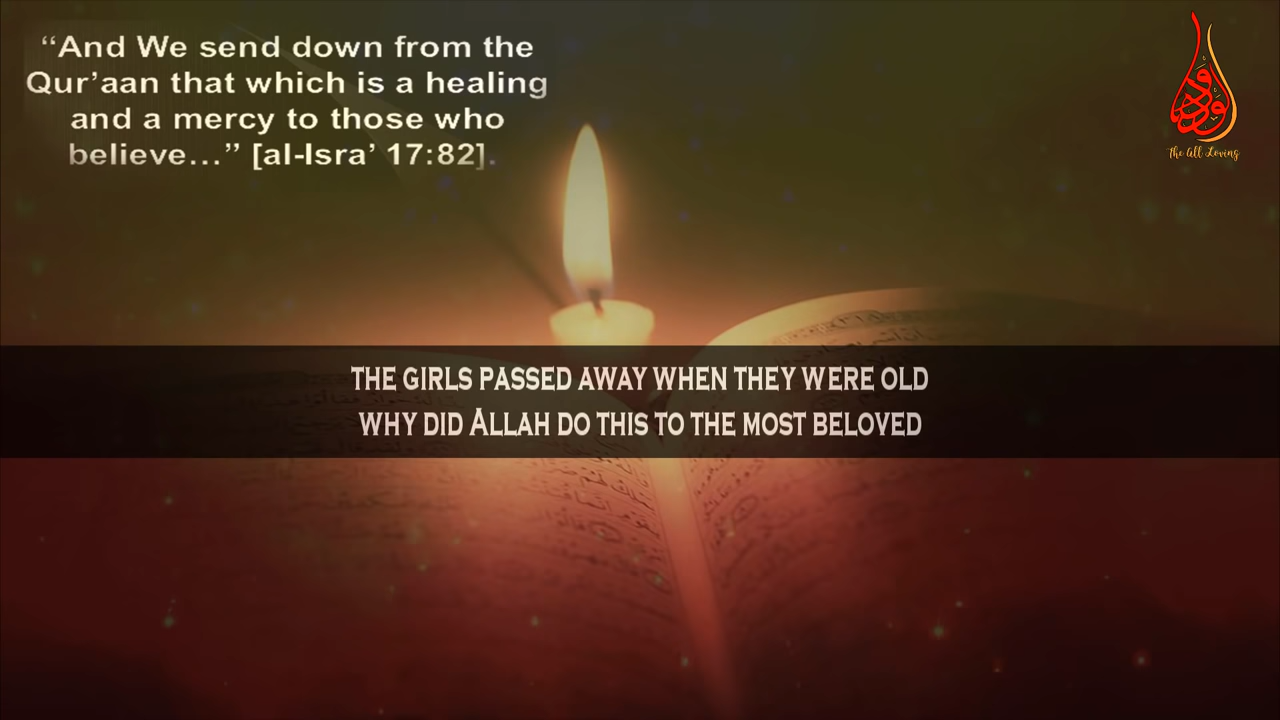 “And We send down from the
Qur’aan that which is a healing
and a mercy to those who
believe…” [al-Isra’ 17:82].
The All Loving
THE GIRLS PASSED AWAY WHEN THEY WERE OLD
WHY DID ALLAH DO THIS TO THE MOST BELOVED